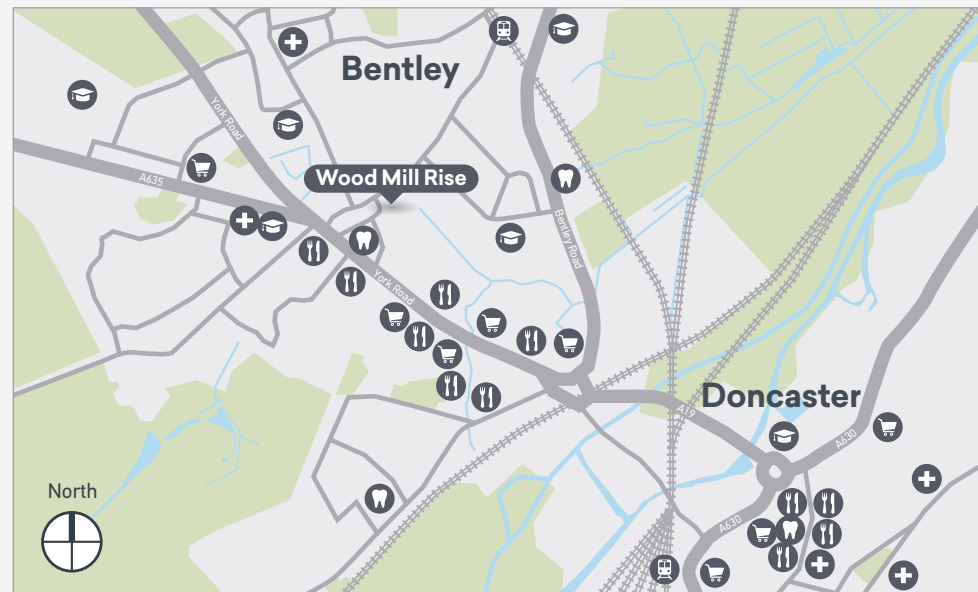 Bentley
York Road
A635
Wood Mill Rise
Bentley Road
York Road
Doncaster
A19
A630
North
A630